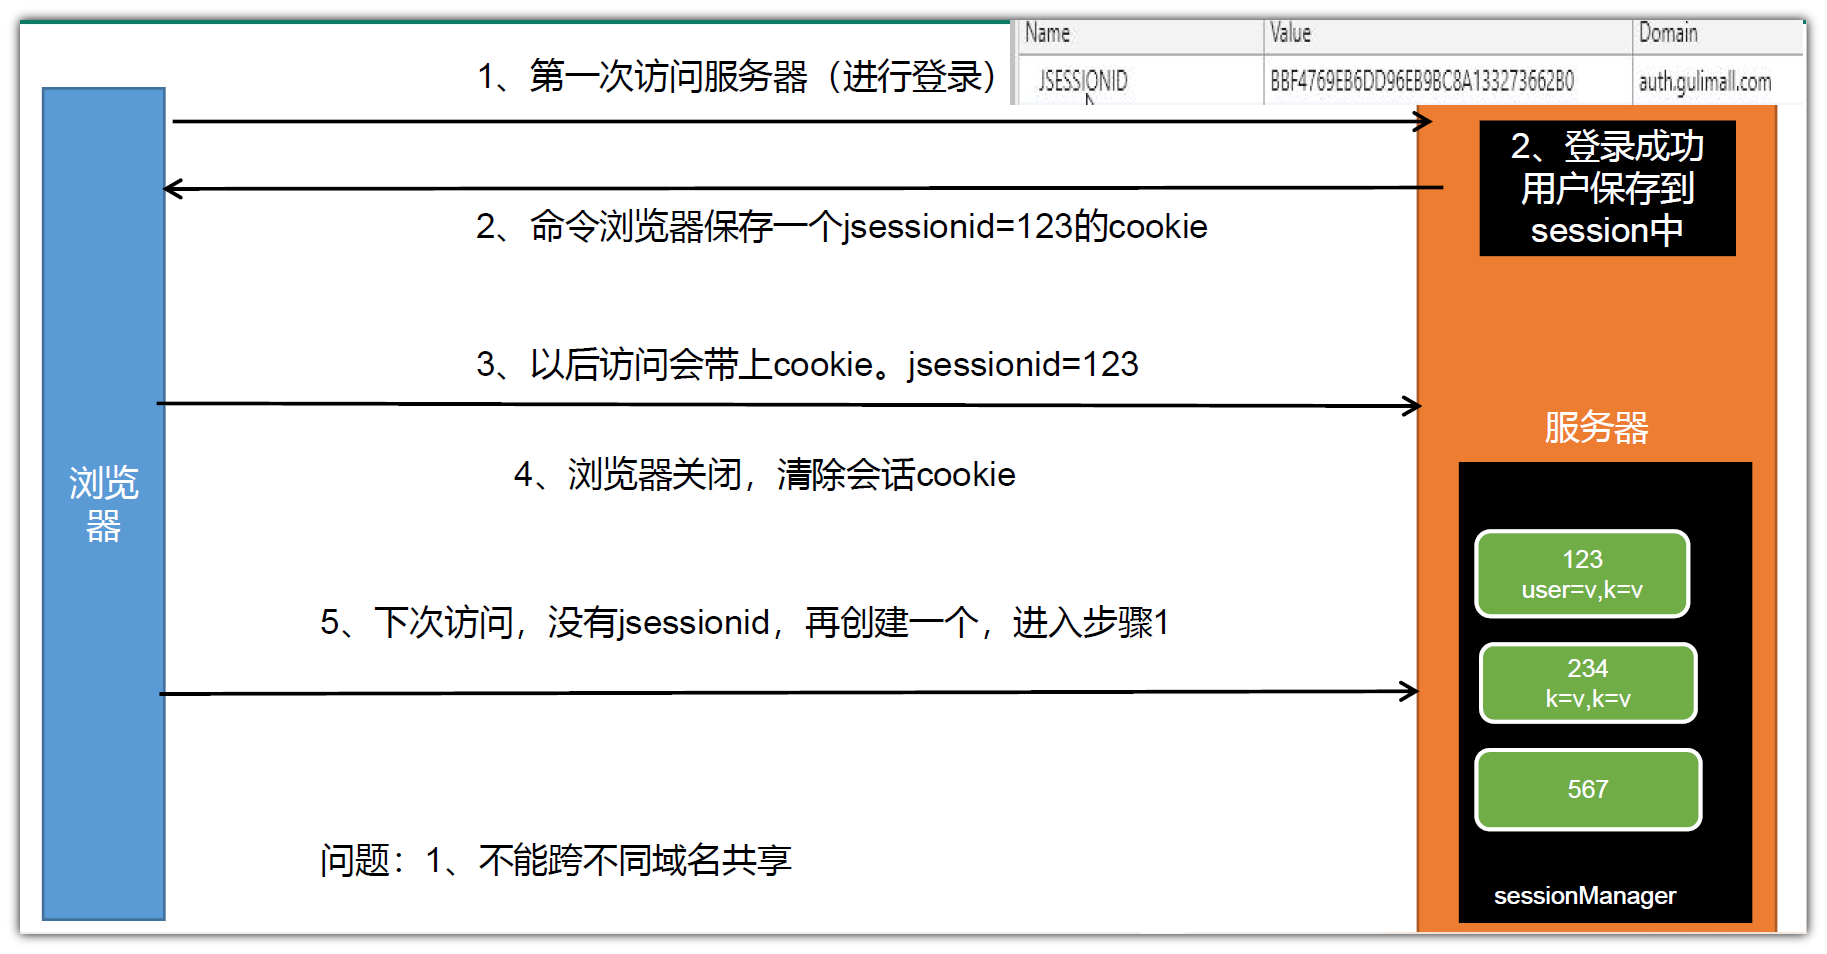 Name Value Domain
JSESSIONID BBF4769EB6DD96EB9BC8A133273662B0 auth.gulimall.com
1、第一次访问服务器（进行登录）
2、登录成功
用户保存到
session中
2、命令浏览器保存一个jsessionid=123的cookie
3、以后访问会带上cookie。jsessionid=123
服务器
浏览
器
4、浏览器关闭，清除会话cookie
123
user=v,k=v
5、下次访问，没有jsessionid，再创建一个，进入步骤1
234
k=v,k=v
567
问题：1、不能跨不同域名共享
sessionManager